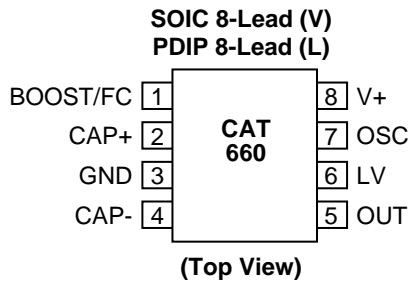 SOIC 8-Lead (V)
PDIP 8-Lead (L)
BOOST/FC 1 8 V+
CAP+ 2 CAT 7 OSC
660
GND 3 6 LV
CAP- 4 5 OUT
(Top View)